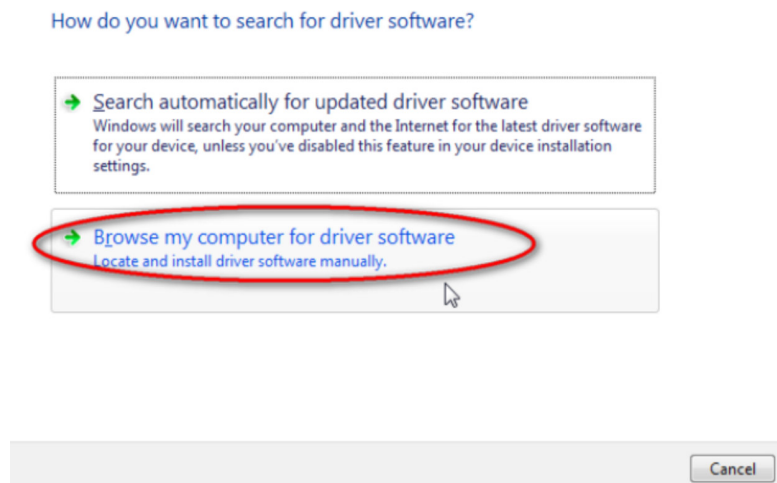 How do you want to search for driver software?
Search automatically for updated driver software
Windows will search your computer and the Internet for the latest driver software
for your device, unless you've disabled this feature in your device installation
settings.
Browse my computer for driver software
Locate and install driver software manually.
Cancel